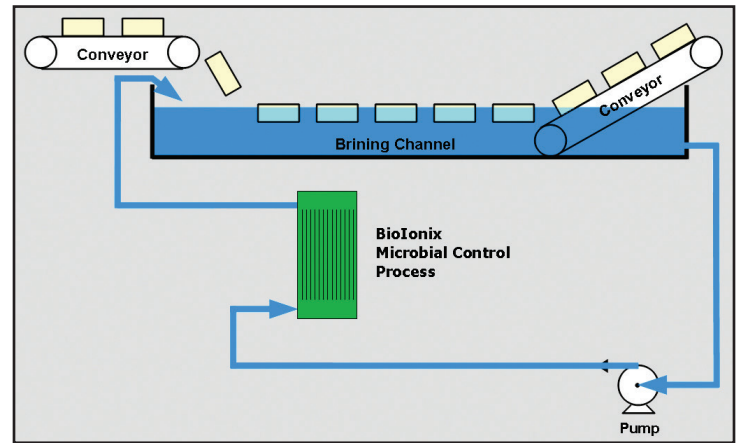 Conveyor
Conveyor
Brining Channel
BioIonix
Microbial Control
Process
Pump